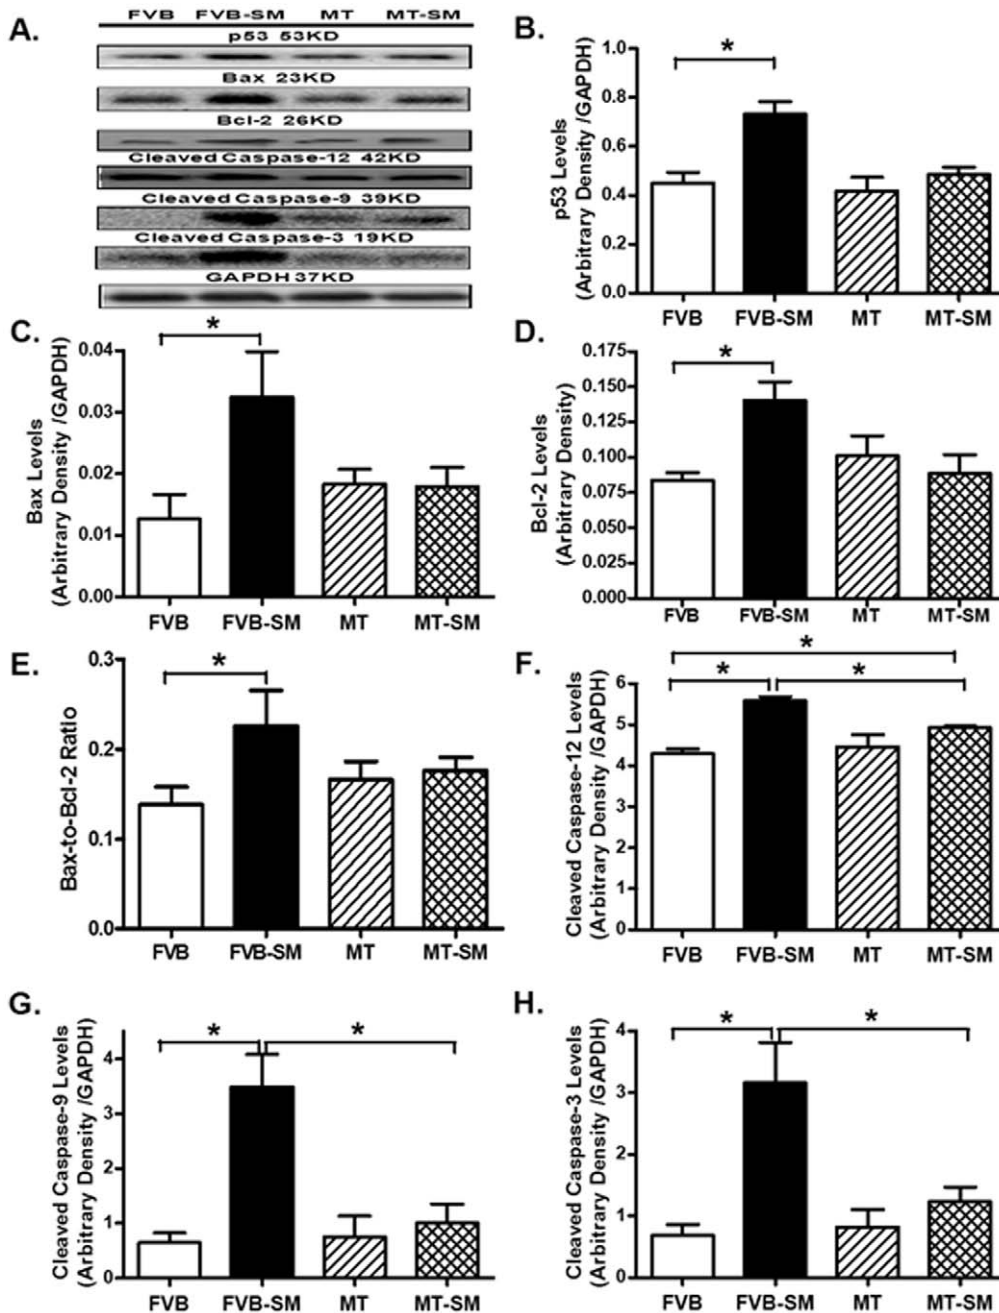 A.
FVB FVB-SM MT MT-SM
p53 53KD
Bax 23KD
Bcl-2 26KD
Cleaved Caspase-12 42KD
Cleaved Caspase-9 39KD
Cleaved Caspase-3 19KD
GAPDH 37KD
B.
p53 Levels
(Arbitrary Density /GAPDH)
1.0
0.8
0.6
0.4
0.2
0.0
*
FVB FVB-SM MT MT-SM
C.
Bax Levels
(Arbitrary Density /GAPDH)
0.04
0.03
0.02
0.01
0.00
*
FVB FVB-SM MT MT-SM
D.
Bcl-2 Levels
(Arbitrary Density)
0.175
0.150
0.125
0.100
0.075
0.050
0.025
0.000
*
FVB FVB-SM MT MT-SM
E.
Bax-to-Bcl-2 Ratio
0.3
0.2
0.1
0.0
*
FVB FVB-SM MT MT-SM
F.
Cleaved Caspase-12 Levels
(Arbitrary Density /GAPDH)
6
5
4
3
2
1
0
*
* *
FVB FVB-SM MT MT-SM
G.
Cleaved Caspase-9 Levels
(Arbitrary Density /GAPDH)
4
3
2
1
0
* *
FVB FVB-SM MT MT-SM
H.
Cleaved Caspase-3 Levels
(Arbitrary Density /GAPDH)
4
3
2
1
0
* *
FVB FVB-SM MT MT-SM